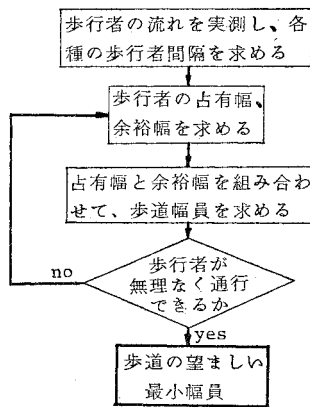 歩行者の流れを実測し、各
種の歩行者間隔を求める
歩行者の占有幅、
余裕幅を求める
占有幅と余裕幅を組み合わ
せて、歩道幅員を求める
歩行者が
無理なく通行
できるか
no
yes
歩道の望ましい
最小幅員